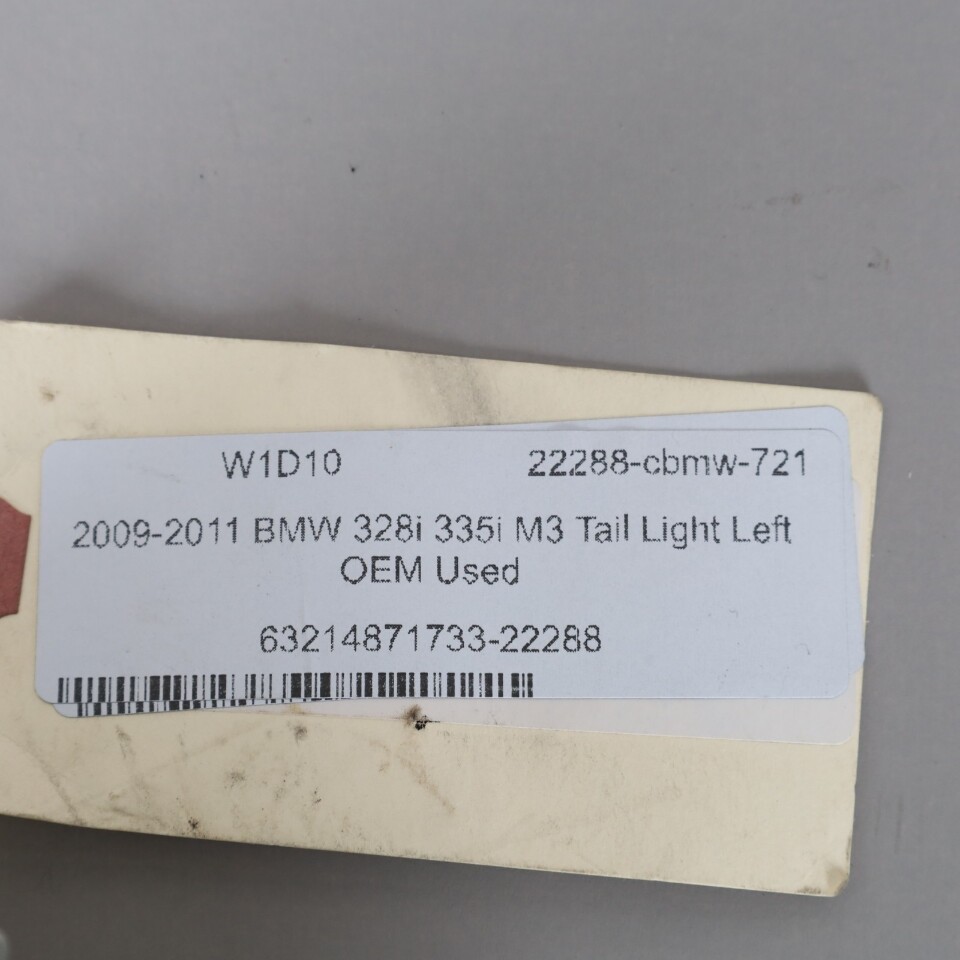 W1D10 22288-cbmw-721
2009-2011 BMW 328i 335i M3 Tail Light Left
OEM Used
63214871733-22288